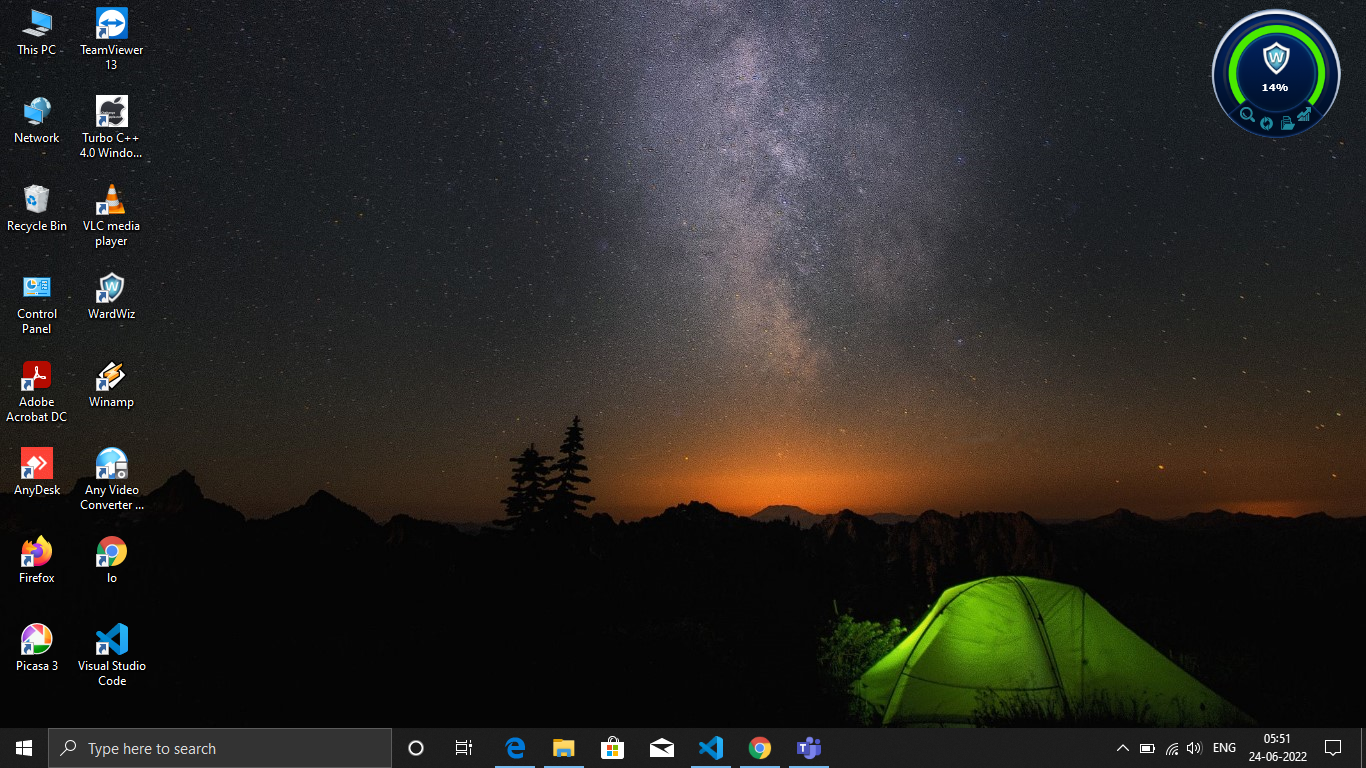 This PC
TeamViewer
13
Network
Turbo C++
4.0 Windo...
Recycle Bin
VLC media
player
Control
Panel
WardWiz
Adobe
Acrobat DC
Winamp
AnyDesk
Any Video
Converter ...
Firefox
lo
Picasa 3
Visual Studio
Code
W
14%
Type here to search
ENG
05:51
24-06-2022